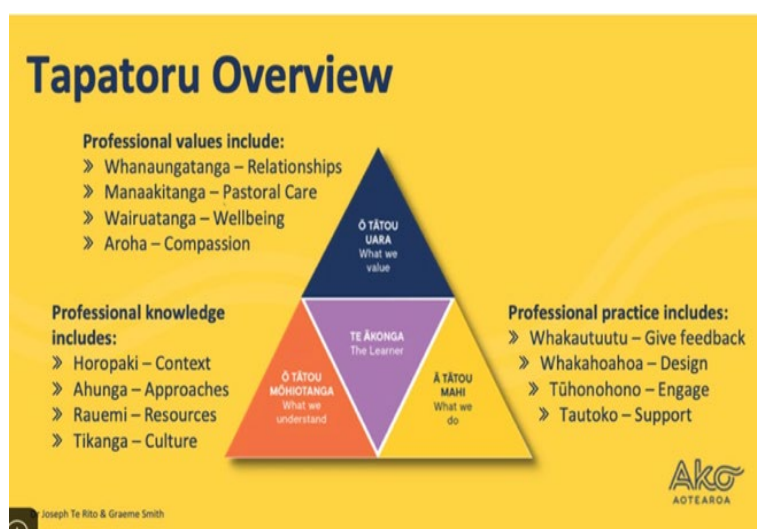 Tapatoru Overview
Professional values include:
» Whanaungatanga – Relationships
» Manaakitanga – Pastoral Care
» Wairuatanga – Wellbeing
» Aroha – Compassion
Ō TĀTOU
UARA
What we
value
Professional knowledge
includes:
» Horopaki – Context
» Ahunga – Approaches
» Rauemi – Resources
» Tikanga – Culture
Ō TĀTOU
MŌHIOTANGA
What we
understand
TE ĀKONGA
The Learner
Ā TĀTOU
MAHI
What we
do
Professional practice includes:
» Whakautuutu – Give feedback
» Whakahoahoa – Design
» Tūhonohono – Engage
» Tautoko – Support
Ako
AOTEAROA
Joseph Te Rito & Graeme Smith